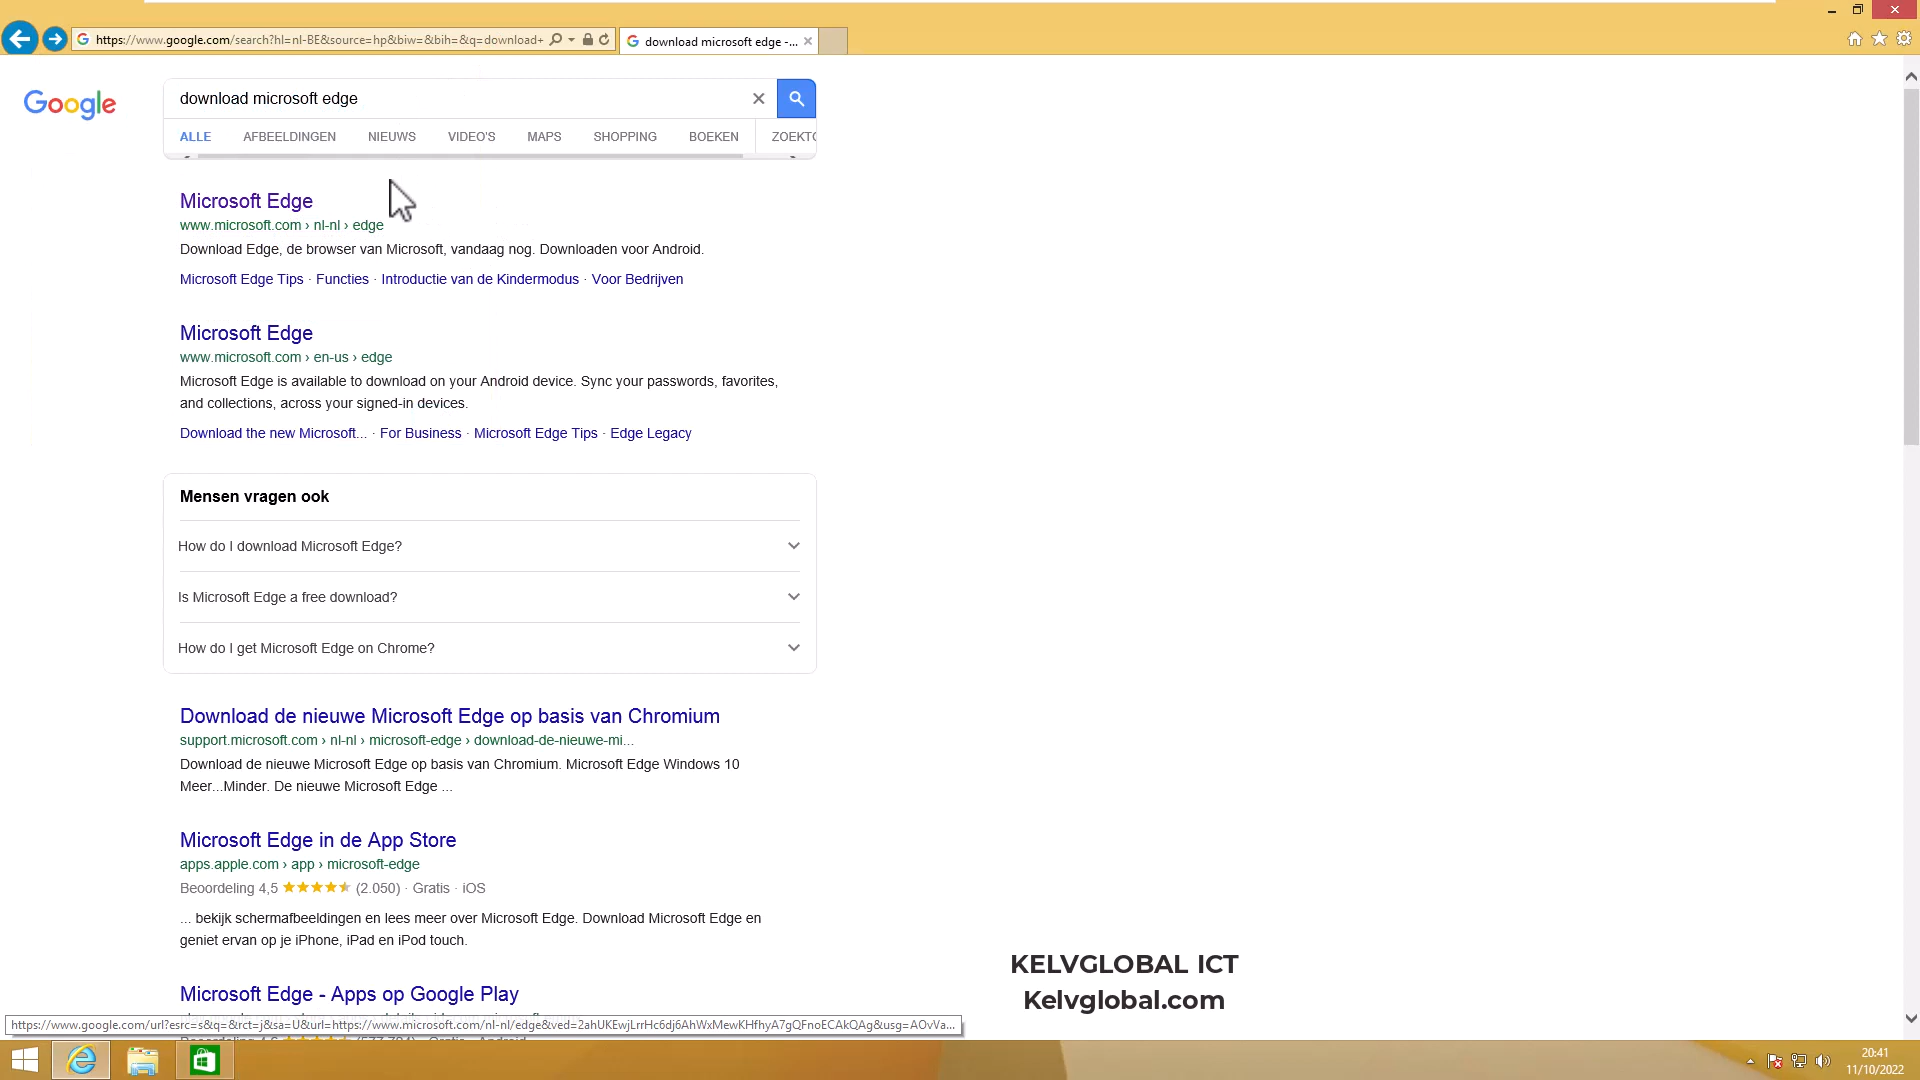 https://www.google.com/search?hl=nl-BE&source=hp&biw=&bih=&q=download+
download microsoft edge -...
Google
download microsoft edge
ALLE AFBEELDINGEN NIEUWS VIDEO'S MAPS SHOPPING BOEKEN ZOEKTO
Microsoft Edge
www.microsoft.com › nl-nl › edge
Download Edge, de browser van Microsoft, vandaag nog. Downloaden voor Android.
Microsoft Edge Tips · Functies · Introductie van de Kindermodus · Voor Bedrijven
Microsoft Edge
www.microsoft.com › en-us › edge
Microsoft Edge is available to download on your Android device. Sync your passwords, favorites,
and collections, across your signed-in devices.
Download the new Microsoft... · For Business · Microsoft Edge Tips · Edge Legacy
Mensen vragen ook
How do I download Microsoft Edge?
Is Microsoft Edge a free download?
How do I get Microsoft Edge on Chrome?
Download de nieuwe Microsoft Edge op basis van Chromium
support.microsoft.com › nl-nl › microsoft-edge › download-de-nieuwe-mi...
Download de nieuwe Microsoft Edge op basis van Chromium. Microsoft Edge Windows 10
Meer...Minder. De nieuwe Microsoft Edge ...
Microsoft Edge in de App Store
apps.apple.com › app › microsoft-edge
Beoordeling 4,5 (2.050) · Gratis · iOS
... bekijk schermafbeeldingen en lees meer over Microsoft Edge. Download Microsoft Edge en
geniet ervan op je iPhone, iPad en iPod touch.
KELVGLOBAL ICT
Kelvglobal.com
Microsoft Edge - Apps op Google Play
https://www.google.com/url?esrc=s&q=&rct=j&sa=U&url=https://www.microsoft.com/nl-nl/edge&ved=2ahUKEwjLrrHc6dj6AhWxMewKHfhyA7gQFnoECAkQAg&usg=AOvVa...
20:41
11/10/2022